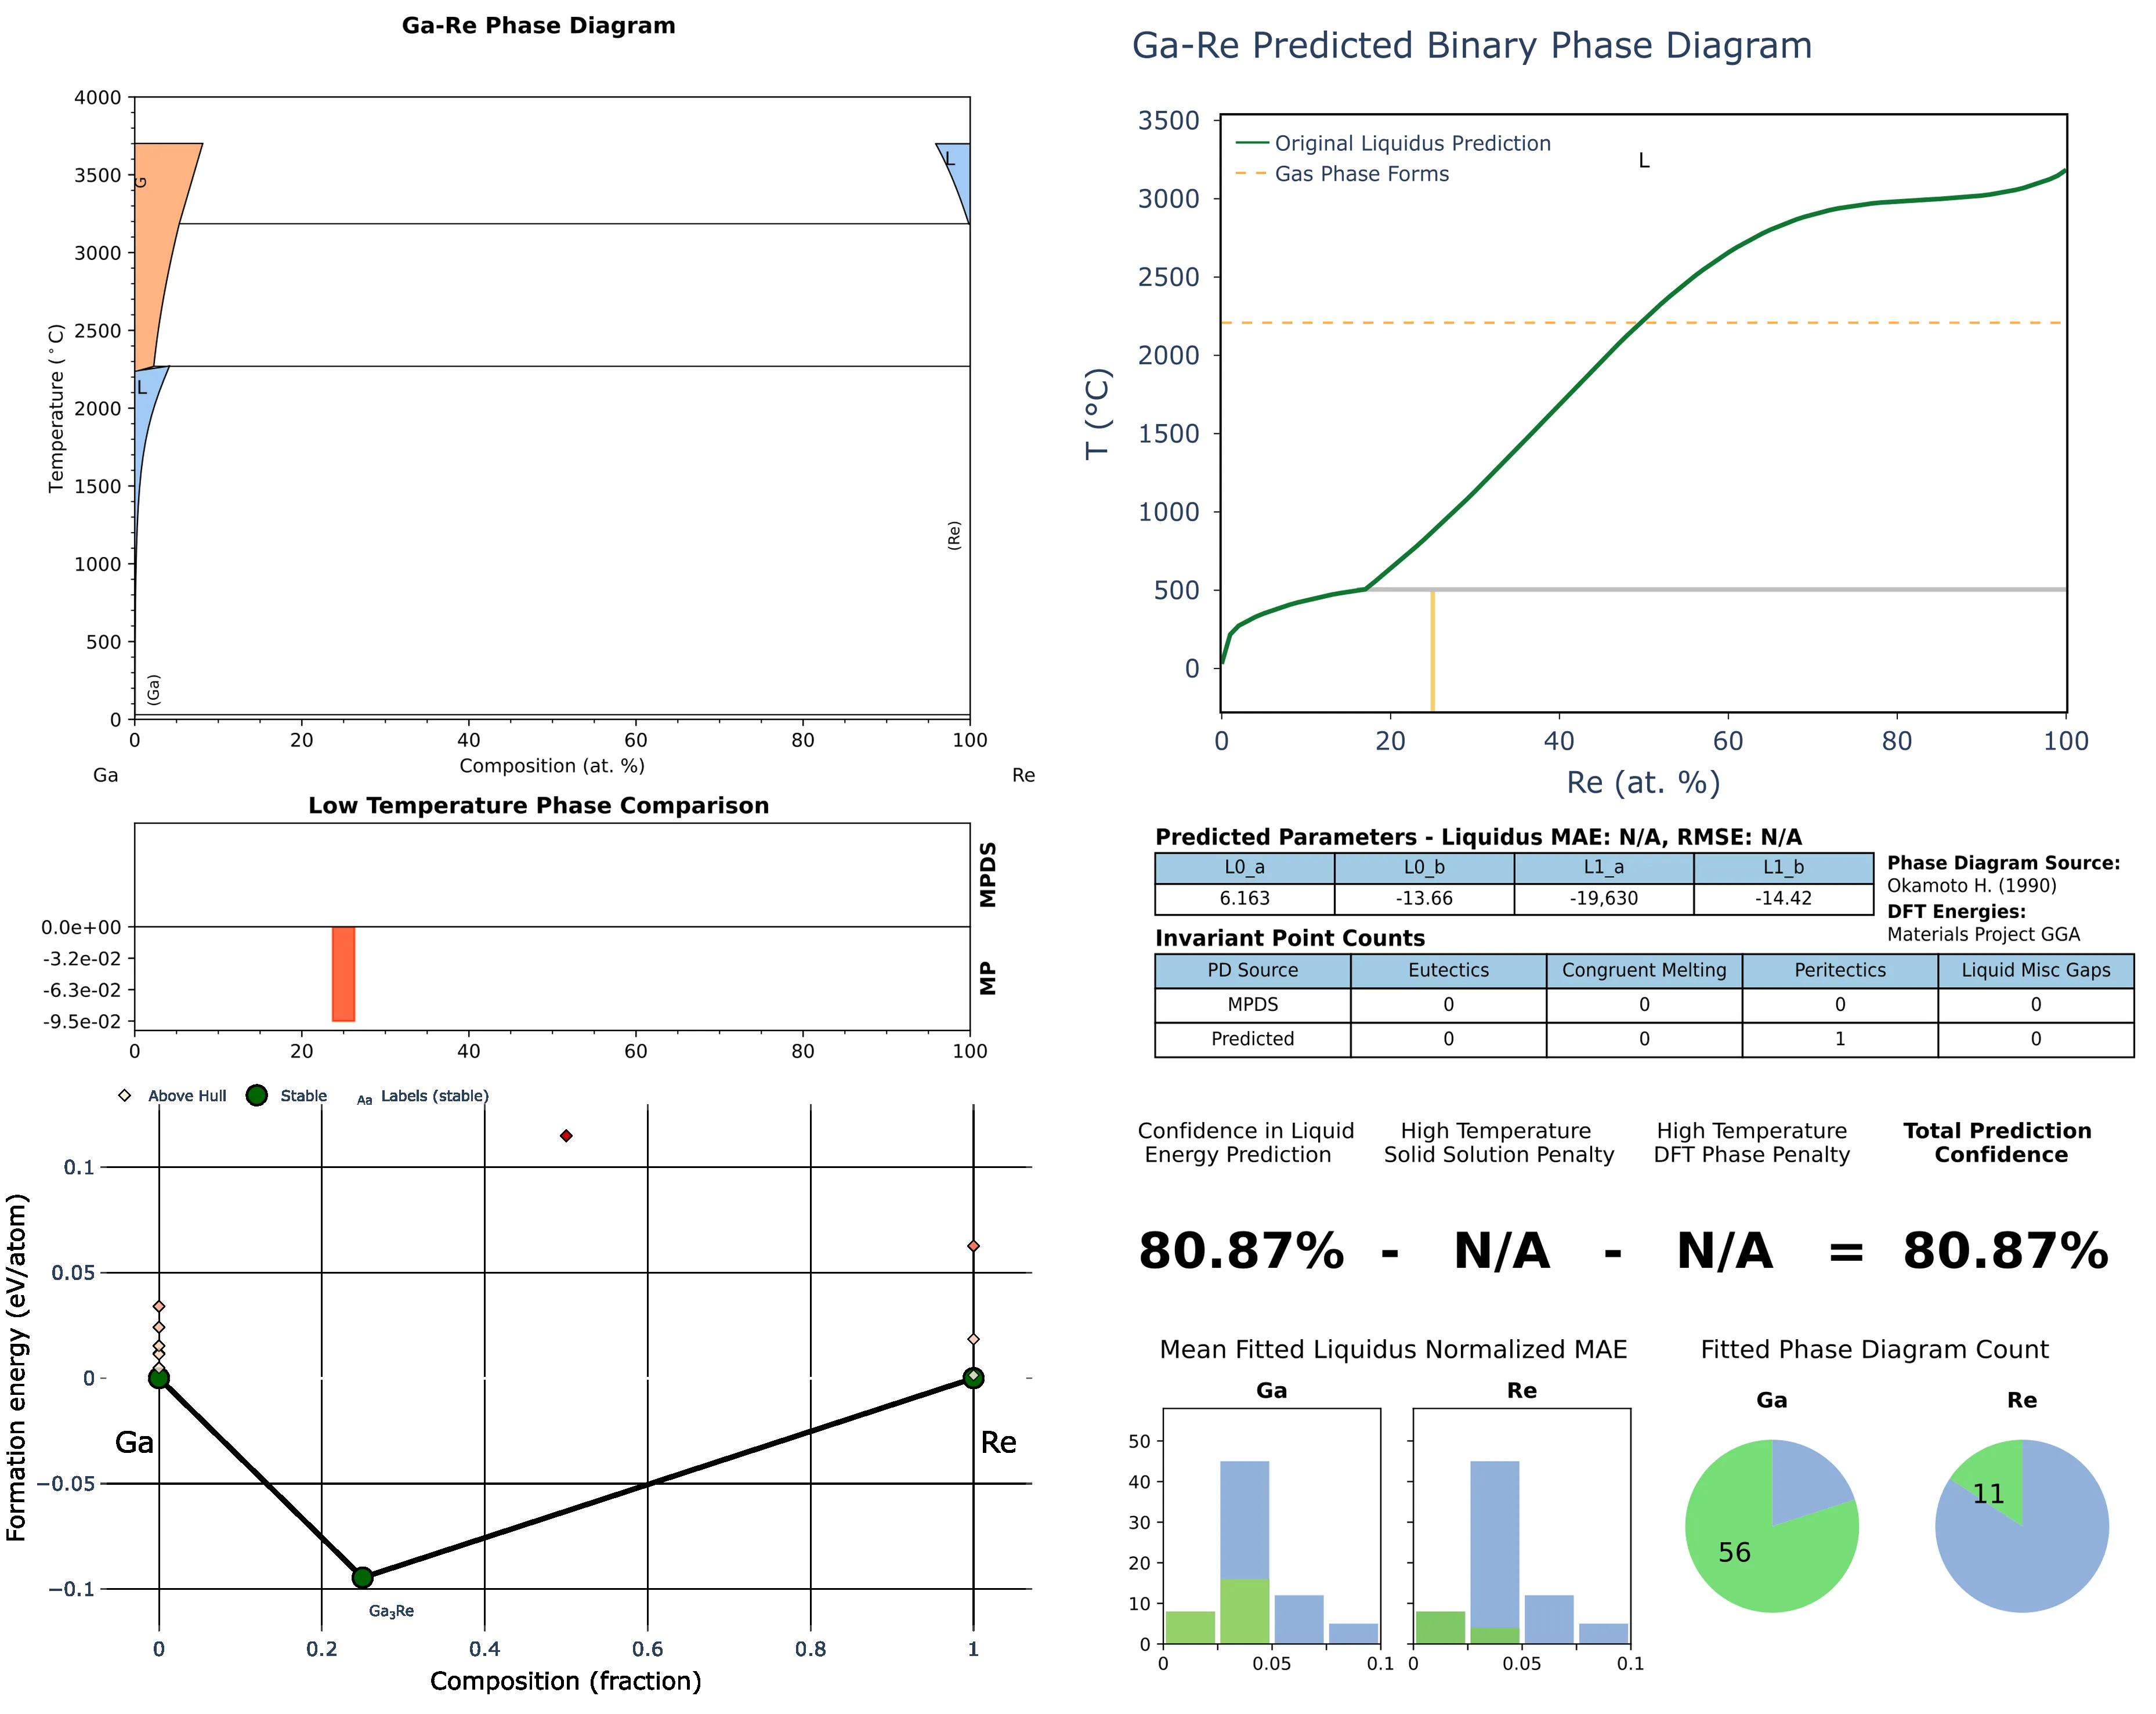 Ga-Re Phase Diagram
4000
3500
3000
2500
2000
1500
1000
500
0
Temperature (°C)
G
L
L
(Ga)
(Re)
0 20 40 60 80 100
Composition (at. %)
Ga Re
Low Temperature Phase Comparison
MPDS
MP
0.0e+00
-3.2e-02
-6.3e-02
-9.5e-02
0 20 40 60 80 100
Above Hull Stable Aa Labels (stable)
0.1
0.05
0
−0.05
−0.1
Formation energy (eV/atom)
Ga
Re
Ga3Re
0 0.2 0.4 0.6 0.8 1
Composition (fraction)
Ga-Re Predicted Binary Phase Diagram
3500
3000
2500
2000
1500
1000
500
0
T (°C)
Original Liquidus Prediction
Gas Phase Forms
L
0 20 40 60 80 100
Re (at. %)
Predicted Parameters - Liquidus MAE: N/A, RMSE: N/A
L0_a L0_b L1_a L1_b
6.163 -13.66 -19,630 -14.42
Phase Diagram Source:
Okamoto H. (1990)
DFT Energies:
Materials Project GGA
Invariant Point Counts
PD Source Eutectics Congruent Melting Peritectics Liquid Misc Gaps
MPDS 0 0 0 0
Predicted 0 0 1 0
Confidence in Liquid
Energy Prediction
High Temperature
Solid Solution Penalty
High Temperature
DFT Phase Penalty
Total Prediction
Confidence
80.87% - N/A - N/A = 80.87%
Mean Fitted Liquidus Normalized MAE
Ga
Re
50
40
30
20
10
0
0 0.05 0.1
0 0.05 0.1
Fitted Phase Diagram Count
Ga
Re
56
11